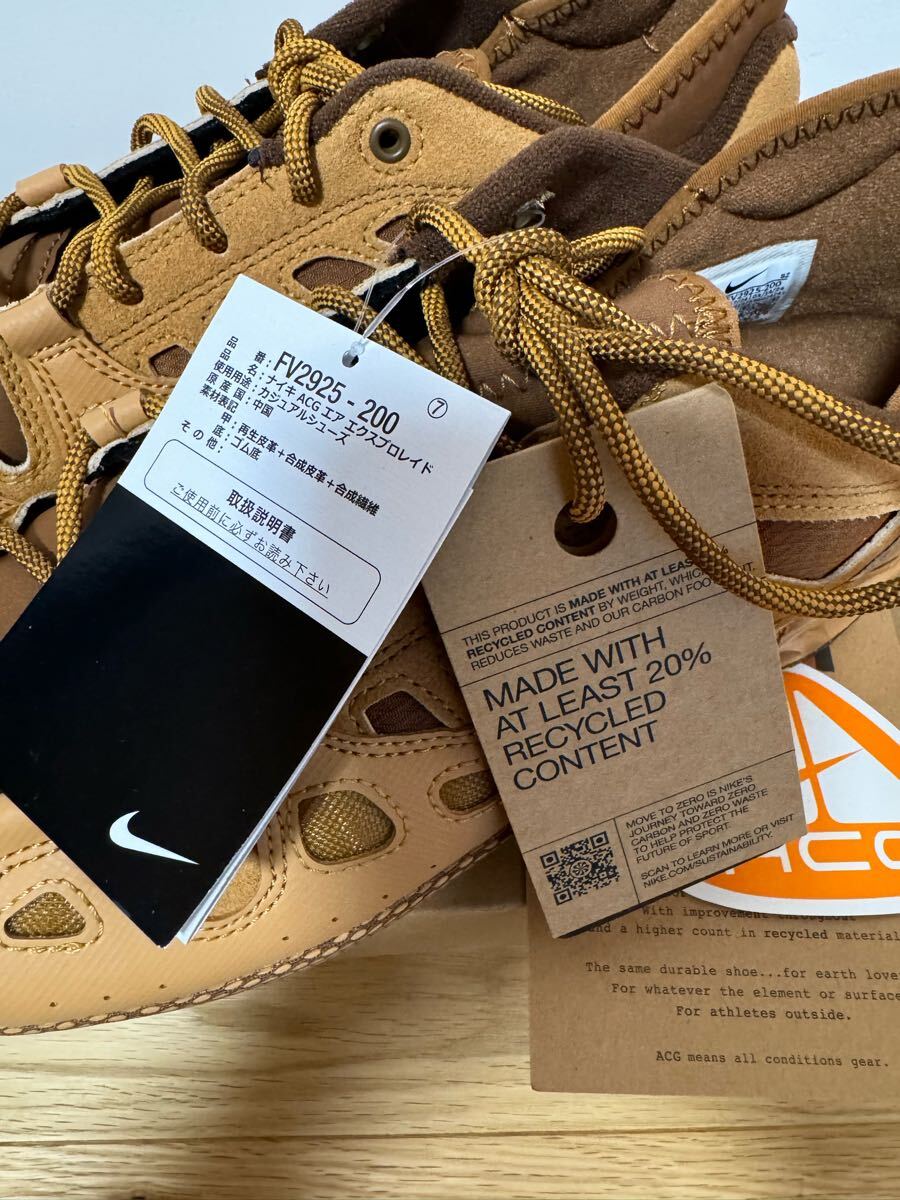 品番：FV2925-200
⑦
品名：ナイキ ACG エア エクスプロレイド
使用用途：カジュアルシューズ
原産国：中国
素材表記
甲：再生皮革＋合成皮革＋合成繊維
底：ゴム底
その他：
取扱説明書
ご使用前に必ずお読み下さい
FV2925-200
THIS PRODUCT IS MADE WITH AT LEAS
RECYCLED CONTENT BY WEIGHT, WHIC
REDUCES WASTE AND OUR CARBON FOO
MADE WITH
AT LEAST 20%
RECYCLED
CONTENT
MOVE TO ZERO IS NIKE'S
JOURNEY TOWARD ZERO
CARBON AND ZERO WASTE
TO HELP PROTECT THE
FUTURE OF SPORT.
SCAN TO LEARN MORE OR VISIT
NIKE.COM/SUSTAINABILITY.
ACG
With improvement throughout
and a higher count in recycled material
The same durable shoe...for earth love
For whatever the element or surface
For athletes outside.
ACG means all conditions gear.